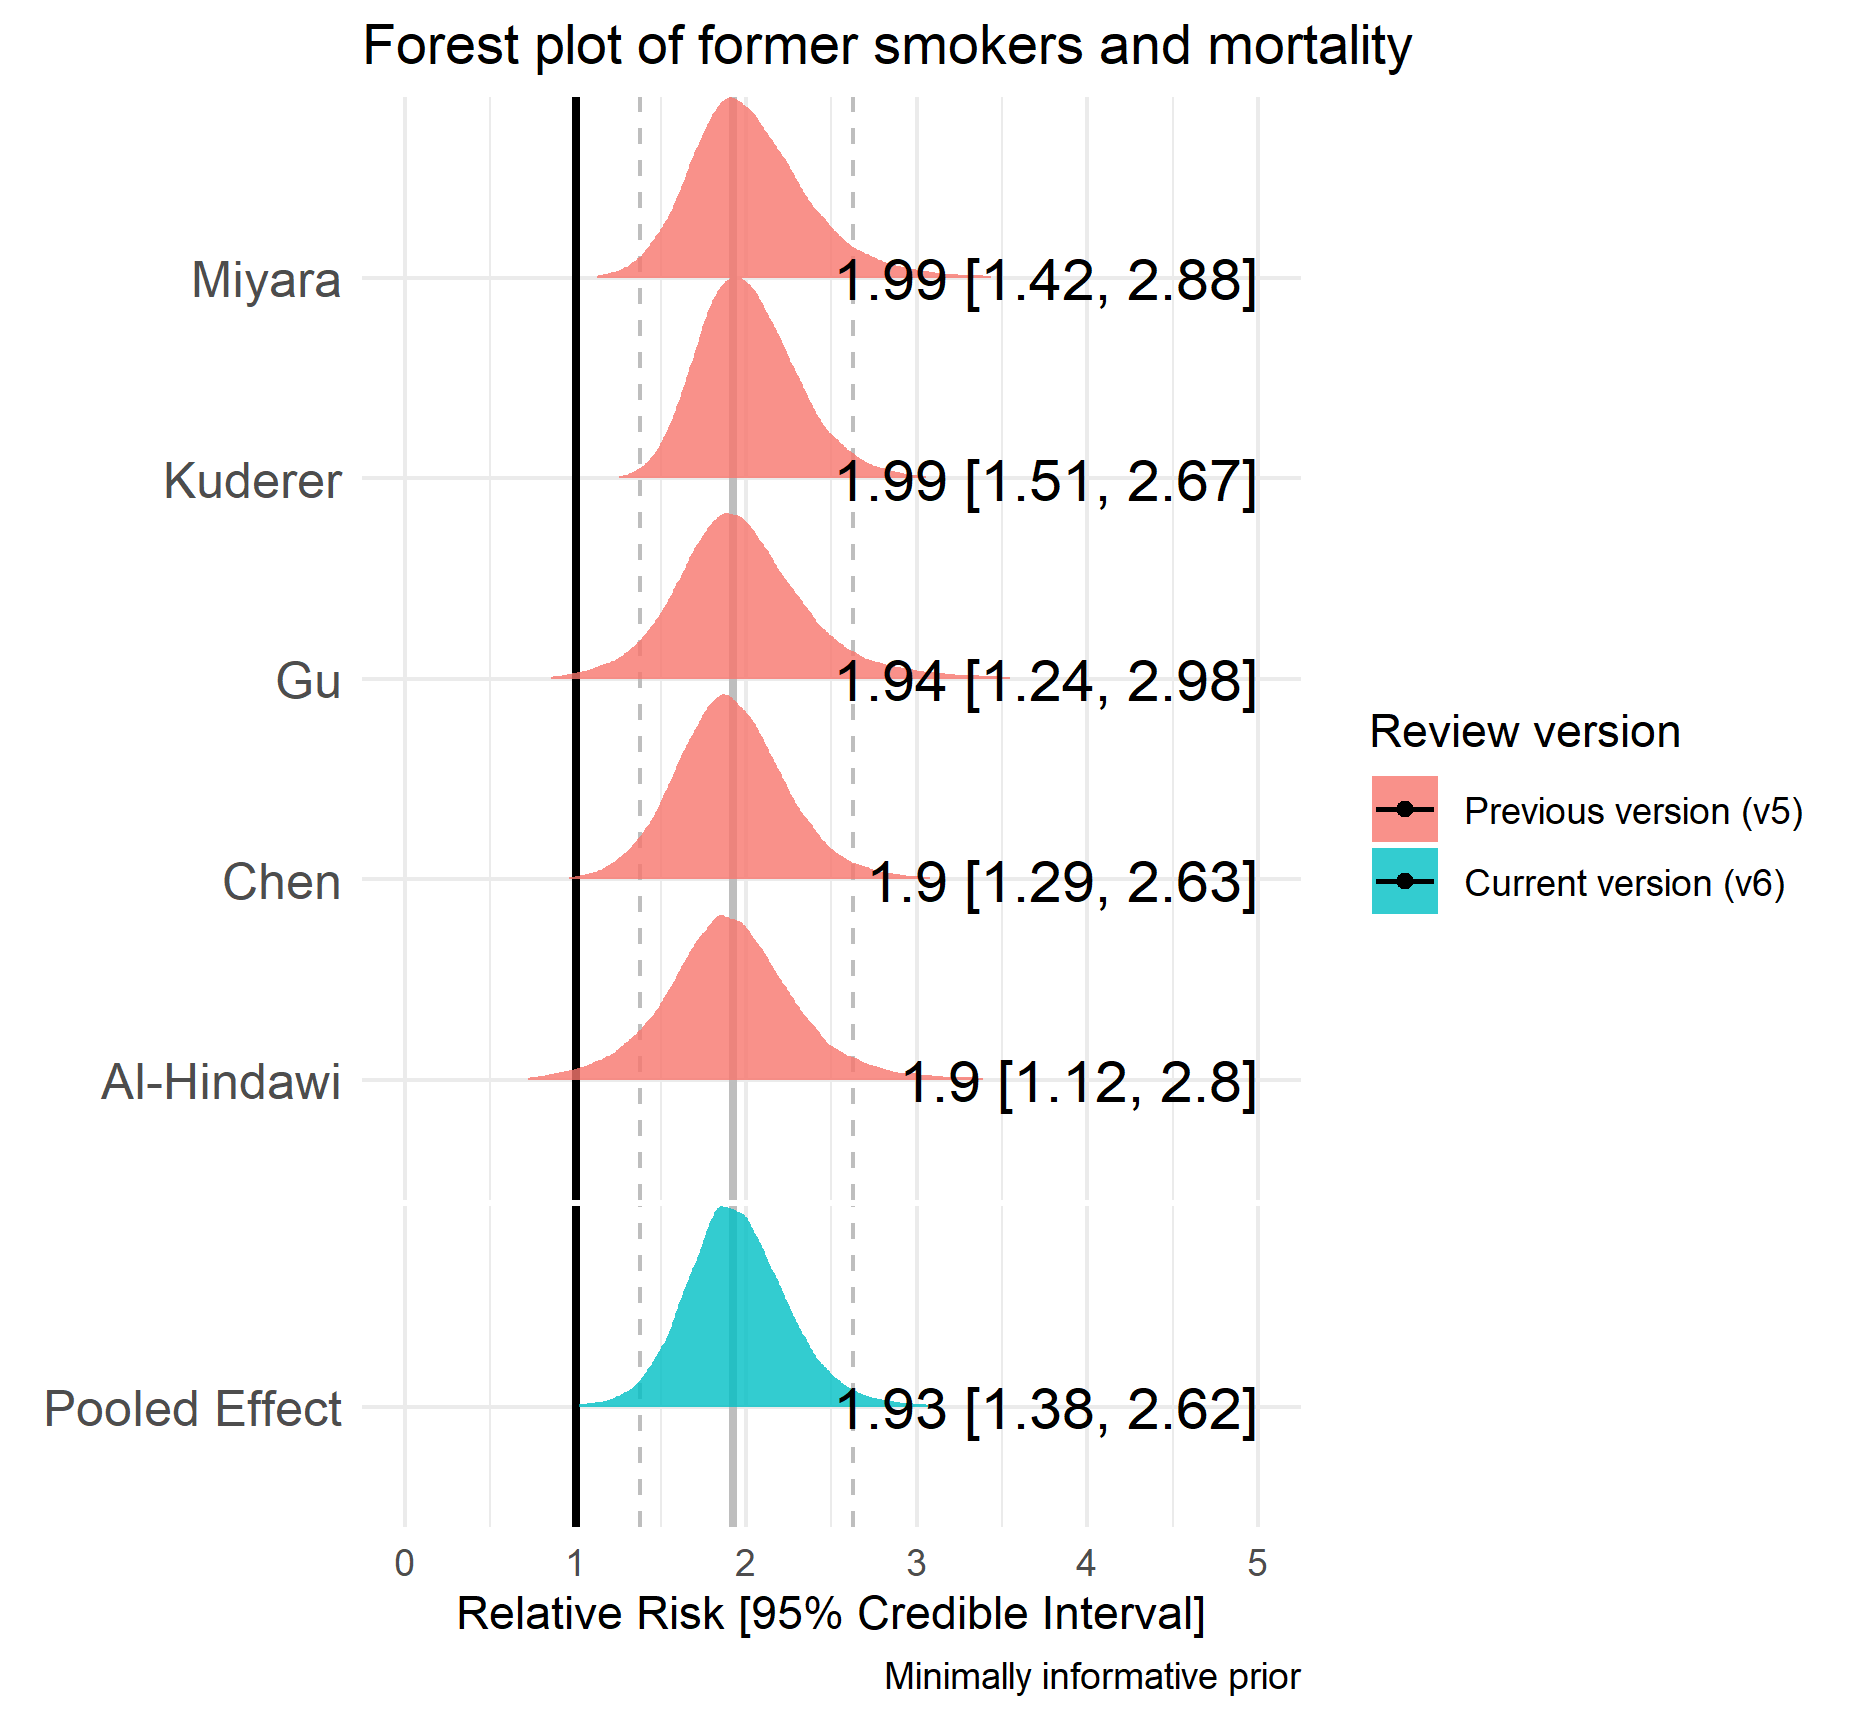 Forest plot of former smokers and mortality
Miyara
1.99 [1.42, 2.88]
Kuderer
1.99 [1.51, 2.67]
Gu
1.94 [1.24, 2.98]
Chen
1.9 [1.29, 2.63]
Al-Hindawi
1.9 [1.12, 2.8]
Pooled Effect
1.93 [1.38, 2.62]
0 1 2 3 4 5
Relative Risk [95% Credible Interval]
Minimally informative prior
Review version
Previous version (v5)
Current version (v6)